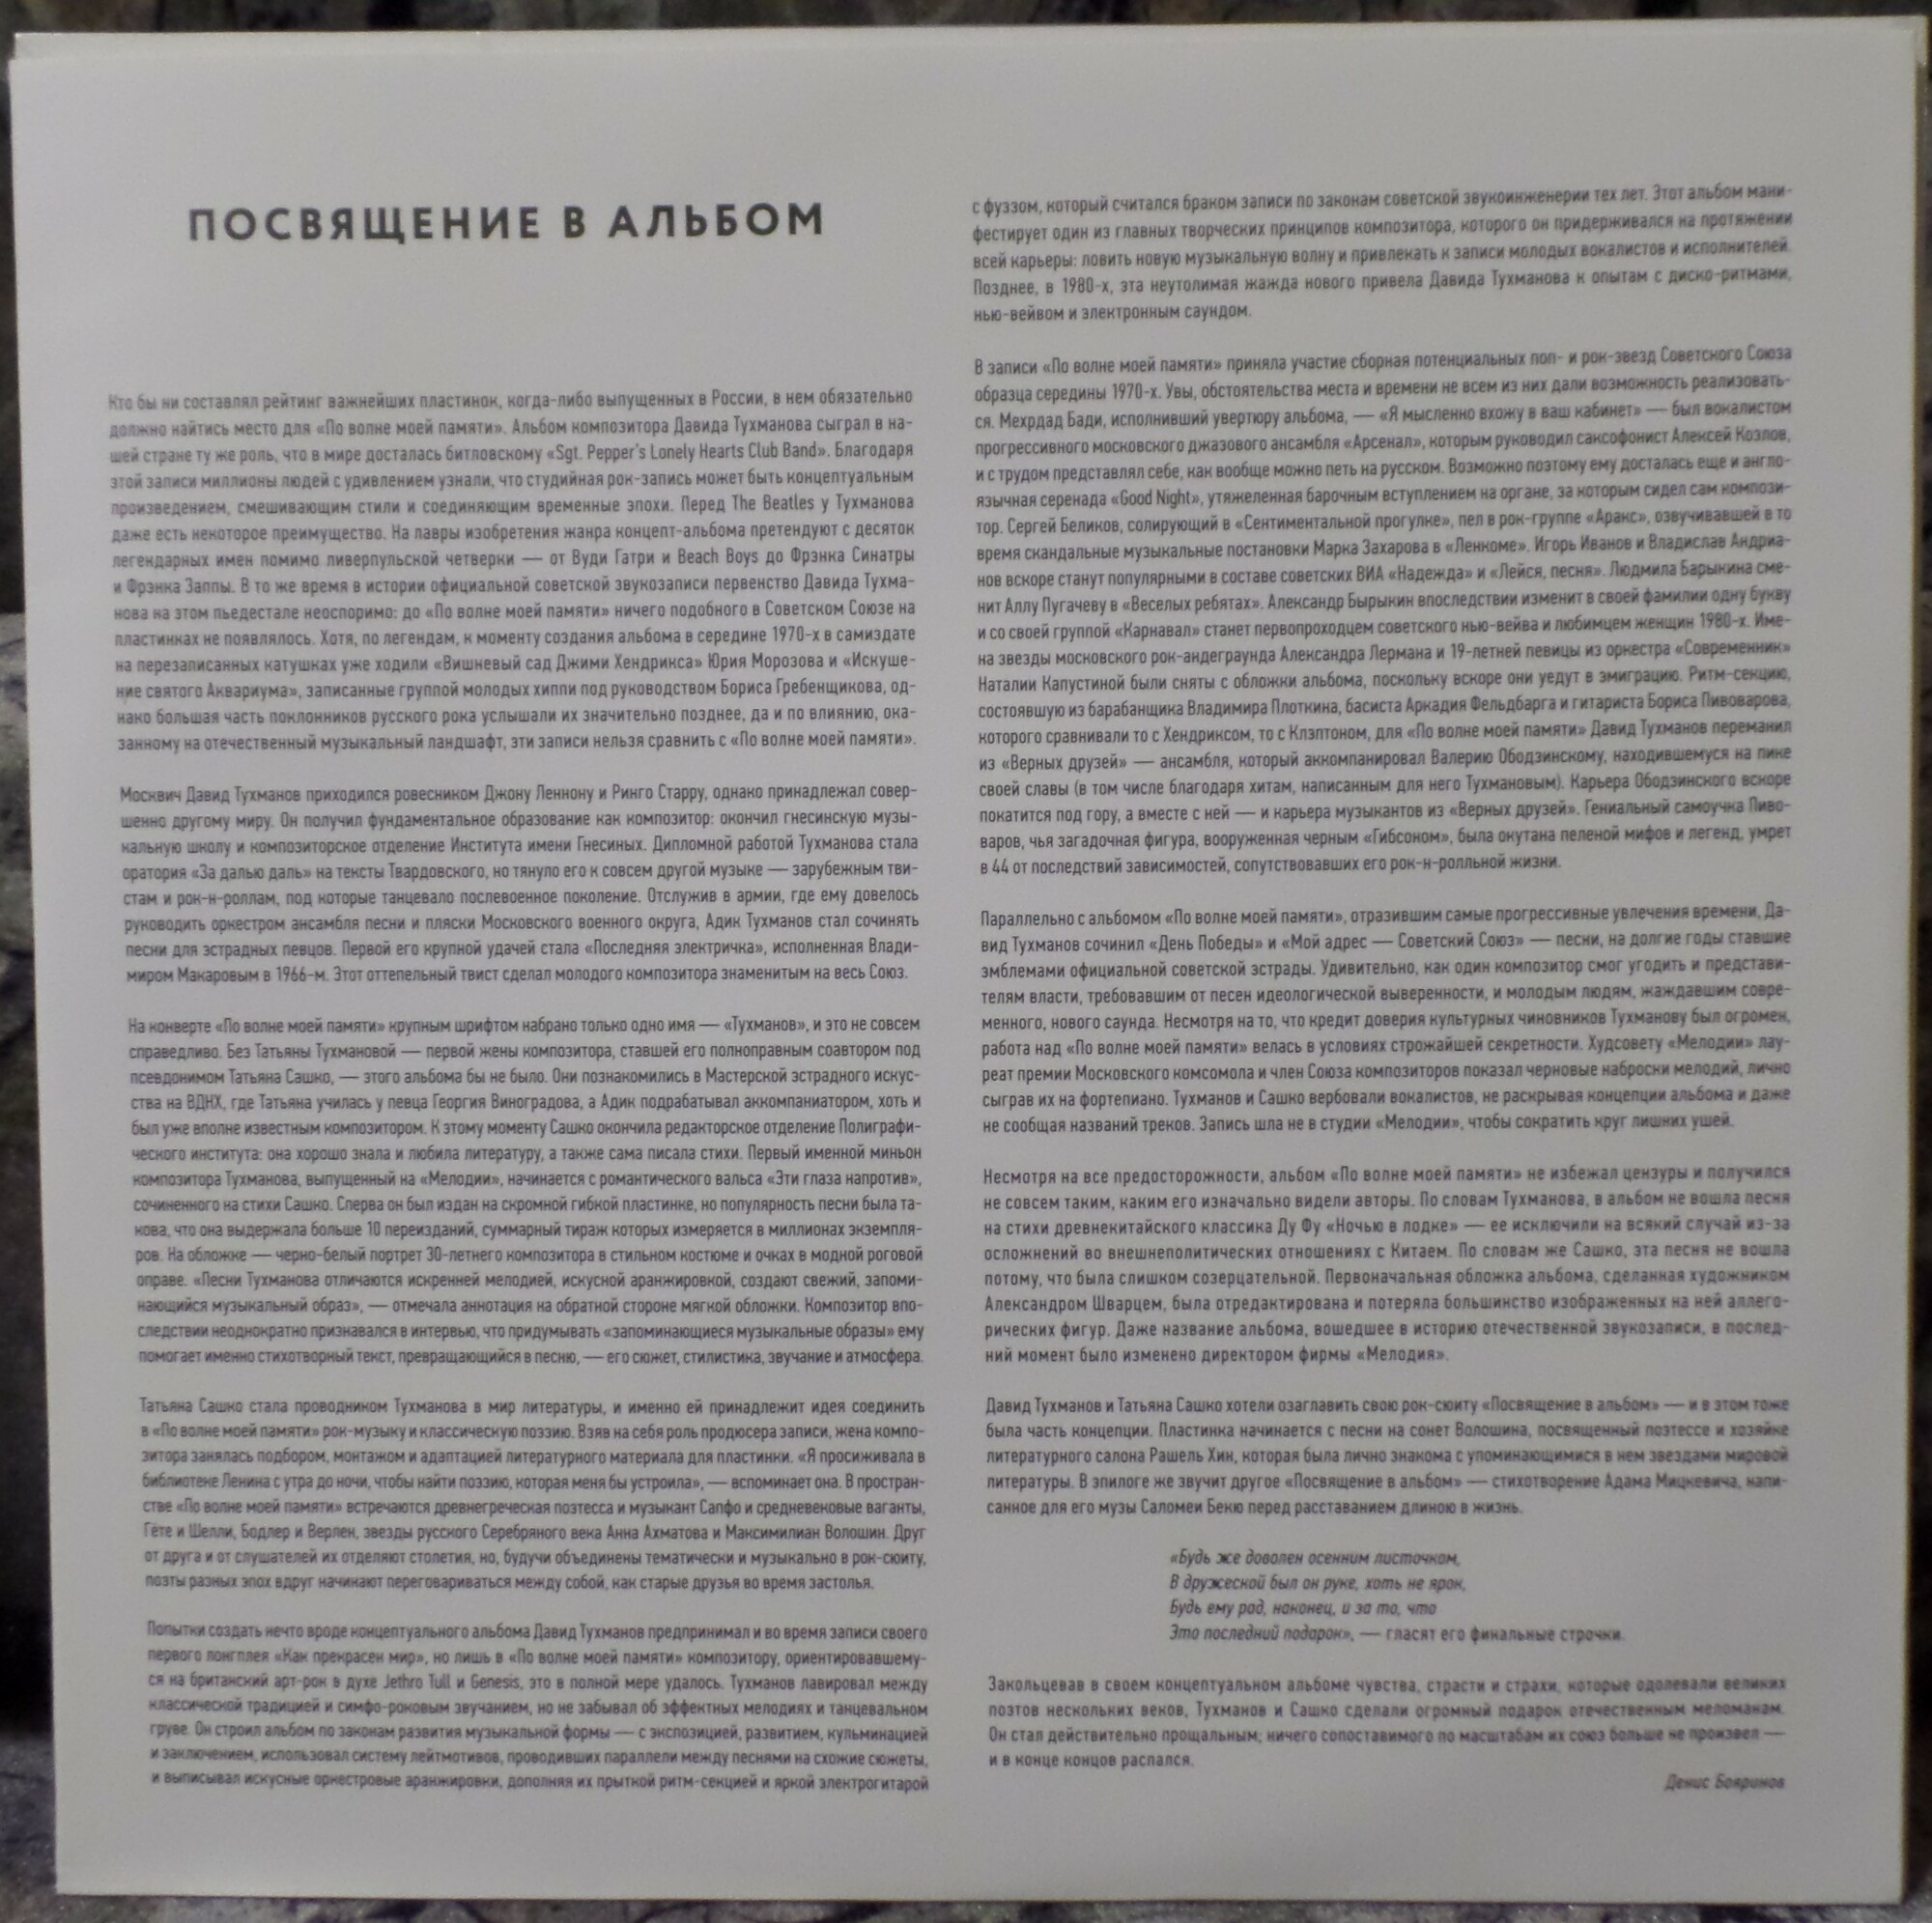 ПОСВЯЩЕНИЕ В АЛЬБОМ
Кто бы ни составлял рейтинг важнейших пластинок, когда-либо выпущенных в России, в нем обязательно
должно найтись место для «По волне моей памяти». Альбом композитора Давида Тухманова сыграл в на-
шей стране ту же роль, что в мире досталась битловскому «Sgt. Pepper's Lonely Hearts Club Band». Благодаря
этой записи миллионы людей с удивлением узнали, что студийная рок-запись может быть концептуальным
произведением, смешивающим стили и соединяющим временные эпохи. Перед The Beatles у Тухманова
даже есть некоторое преимущество. На лавры изобретения жанра концепт-альбома претендуют с десяток
легендарных имен помимо ливерпульской четверки — от Вуди Гатри и Beach Boys до Фрэнка Синатры
и Фрэнка Заппы. В то же время в истории официальной советской звукозаписи первенство Давида Тухма-
нова на этом пьедестале неоспоримо: до «По волне моей памяти» ничего подобного в Советском Союзе на
пластинках не появлялось. Хотя, по легендам, к моменту создания альбома в середине 1970-х в самиздате
на перезаписанных катушках уже ходили «Вишневый сад Джими Хендрикса» Юрия Морозова и «Искуше-
ние святого Аквариума», записанные группой молодых хиппи под руководством Бориса Гребенщикова, од-
нако большая часть поклонников русского рока услышали их значительно позднее, да и по влиянию, ока-
занному на отечественный музыкальный ландшафт, эти записи нельзя сравнить с «По волне моей памяти».
Москвич Давид Тухманов приходился ровесником Джону Леннону и Ринго Старру, однако принадлежал совер-
шенно другому миру. Он получил фундаментальное образование как композитор: окончил гнесинскую музы-
кальную школу и композиторское отделение Института имени Гнесиных. Дипломной работой Тухманова стала
оратория «За далью даль» на тексты Твардовского, но тянуло его к совсем другой музыке — зарубежным тви-
стам и рок-н-роллам, под которые танцевало послевоенное поколение. Отслужив в армии, где ему довелось
руководить оркестром ансамбля песни и пляски Московского военного округа, Адик Тухманов стал сочинять
песни для эстрадных певцов. Первой его крупной удачей стала «Последняя электричка», исполненная Влади-
миром Макаровым в 1966-м. Этот оттепельный твист сделал молодого композитора знаменитым на весь Союз.
На конверте «По волне моей памяти» крупным шрифтом набрано только одно имя — «Тухманов», и это не совсем
справедливо. Без Татьяны Тухмановой — первой жены композитора, ставшей его полноправным соавтором под
псевдонимом Татьяна Сашко, — этого альбома бы не было. Они познакомились в Мастерской эстрадного искус-
ства на ВДНХ, где Татьяна училась у певца Георгия Виноградова, а Адик подрабатывал аккомпаниатором, хоть и
был уже вполне известным композитором. К этому моменту Сашко окончила редакторское отделение Полиграфи-
ческого института: она хорошо знала и любила литературу, а также сама писала стихи. Первый именной миньон
композитора Тухманова, выпущенный на «Мелодии», начинается с романтического вальса «Эти глаза напротив»,
сочиненного на стихи Сашко. Сперва он был издан на скромной гибкой пластинке, но популярность песни была та-
кова, что она выдержала больше 10 переизданий, суммарный тираж которых измеряется в миллионах экземпля-
ров. На обложке — черно-белый портрет 30-летнего композитора в стильном костюме и очках в модной роговой
оправе. «Песни Тухманова отличаются искренней мелодией, искусной аранжировкой, создают свежий, запоми-
нающийся музыкальный образ», — отмечала аннотация на обратной стороне мягкой обложки. Композитор впо-
следствии неоднократно признавался в интервью, что придумывать «запоминающиеся музыкальные образы» ему
помогает именно стихотворный текст, превращающийся в песню, — его сюжет, стилистика, звучание и атмосфера.
Татьяна Сашко стала проводником Тухманова в мир литературы, и именно ей принадлежит идея соединить
в «По волне моей памяти» рок-музыку и классическую поэзию. Взяв на себя роль продюсера записи, жена компо-
зитора занялась подбором, монтажом и адаптацией литературного материала для пластинки. «Я просиживала в
библиотеке Ленина с утра до ночи, чтобы найти поэзию, которая меня бы устроила», — вспоминает она. В простран-
стве «По волне моей памяти» встречаются древнегреческая поэтесса и музыкант Сапфо и средневековые ваганты,
Гёте и Шелли, Бодлер и Верлен, звезды русского Серебряного века Анна Ахматова и Максимилиан Волошин. Друг
от друга и от слушателей их отделяют столетия, но, будучи объединены тематически и музыкально в рок-сюиту,
поэты разных эпох вдруг начинают переговариваться между собой, как старые друзья во время застолья.
Попытки создать нечто вроде концептуального альбома Давид Тухманов предпринимал и во время записи своего
первого лонгплея «Как прекрасен мир», но лишь в «По волне моей памяти» композитору, ориентировавшему-
ся на британский арт-рок в духе Jethro Tull и Genesis, это в полной мере удалось. Тухманов лавировал между
классической традицией и симфо-роковым звучанием, но не забывал об эффектных мелодиях и танцевальном
груве. Он строил альбом по законам развития музыкальной формы — с экспозицией, развитием, кульминацией
и заключением, использовал систему лейтмотивов, проводивших параллели между песнями на схожие сюжеты,
и выписывал искусные оркестровые аранжировки, дополняя их прыткой ритм-секцией и яркой электрогитарой
с фуззом, который считался браком записи по законам советской звукоинженерии тех лет. Этот альбом мани-
фестирует один из главных творческих принципов композитора, которого он придерживался на протяжении
всей карьеры: ловить новую музыкальную волну и привлекать к записи молодых вокалистов и исполнителей.
Позднее, в 1980-х, эта неутолимая жажда нового привела Давида Тухманова к опытам с диско-ритмами,
нью-вейвом и электронным саундом.
В записи «По волне моей памяти» приняла участие сборная потенциальных поп- и рок-звезд Советского Союза
образца середины 1970-х. Увы, обстоятельства места и времени не всем из них дали возможность реализовать-
ся. Мехрдад Бади, исполнивший увертюру альбома, — «Я мысленно вхожу в ваш кабинет» — был вокалистом
прогрессивного московского джазового ансамбля «Арсенал», которым руководил саксофонист Алексей Козлов,
и с трудом представлял себе, как вообще можно петь на русском. Возможно поэтому ему досталась еще и англо-
язычная серенада «Good Night», утяжеленная барочным вступлением на органе, за которым сидел сам компози-
тор. Сергей Беликов, солирующий в «Сентиментальной прогулке», пел в рок-группе «Аракс», озвучивавшей в то
время скандальные музыкальные постановки Марка Захарова в «Ленкоме». Игорь Иванов и Владислав Андриа-
нов вскоре станут популярными в составе советских ВИА «Надежда» и «Лейся, песня». Людмила Барыкина сме-
нит Аллу Пугачеву в «Веселых ребятах». Александр Бырыкин впоследствии изменит в своей фамилии одну букву
и со своей группой «Карнавал» станет первопроходцем советского нью-вейва и любимцем женщин 1980-х. Име-
на звезды московского рок-андеграунда Александра Лермана и 19-летней певицы из оркестра «Современник»
Наталии Капустиной были сняты с обложки альбома, поскольку вскоре они уедут в эмиграцию. Ритм-секцию,
состоявшую из барабанщика Владимира Плоткина, басиста Аркадия Фельдбарга и гитариста Бориса Пивоварова,
которого сравнивали то с Хендриксом, то с Клэптоном, для «По волне моей памяти» Давид Тухманов переманил
из «Верных друзей» — ансамбля, который аккомпанировал Валерию Ободзинскому, находившемуся на пике
своей славы (в том числе благодаря хитам, написанным для него Тухмановым). Карьера Ободзинского вскоре
покатится под гору, а вместе с ней — и карьера музыкантов из «Верных друзей». Гениальный самоучка Пиво-
варов, чья загадочная фигура, вооруженная черным «Гибсоном», была окутана пеленой мифов и легенд, умрет
в 44 от последствий зависимостей, сопутствовавших его рок-н-ролльной жизни.
Параллельно с альбомом «По волне моей памяти», отразившим самые прогрессивные увлечения времени, Да-
вид Тухманов сочинил «День Победы» и «Мой адрес — Советский Союз» — песни, на долгие годы ставшие
эмблемами официальной советской эстрады. Удивительно, как один композитор смог угодить и представи-
телям власти, требовавшим от песен идеологической выверенности, и молодым людям, жаждавшим совре-
менного, нового саунда. Несмотря на то, что кредит доверия культурных чиновников Тухманову был огромен,
работа над «По волне моей памяти» велась в условиях строжайшей секретности. Худсовету «Мелодии» лау-
реат премии Московского комсомола и член Союза композиторов показал черновые наброски мелодий, лично
сыграв их на фортепиано. Тухманов и Сашко вербовали вокалистов, не раскрывая концепции альбома и даже
не сообщая названий треков. Запись шла не в студии «Мелодии», чтобы сократить круг лишних ушей.
Несмотря на все предосторожности, альбом «По волне моей памяти» не избежал цензуры и получился
не совсем таким, каким его изначально видели авторы. По словам Тухманова, в альбом не вошла песня
на стихи древнекитайского классика Ду Фу «Ночью в лодке» — ее исключили на всякий случай из-за
осложнений во внешнеполитических отношениях с Китаем. По словам же Сашко, эта песня не вошла
потому, что была слишком созерцательной. Первоначальная обложка альбома, сделанная художником
Александром Шварцем, была отредактирована и потеряла большинство изображенных на ней аллего-
рических фигур. Даже название альбома, вошедшее в историю отечественной звукозаписи, в послед-
ний момент было изменено директором фирмы «Мелодия».
Давид Тухманов и Татьяна Сашко хотели озаглавить свою рок-сюиту «Посвящение в альбом» — и в этом тоже
была часть концепции. Пластинка начинается с песни на сонет Волошина, посвященный поэтессе и хозяйке
литературного салона Рашель Хин, которая была лично знакома с упоминающимися в нем звездами мировой
литературы. В эпилоге же звучит другое «Посвящение в альбом» — стихотворение Адама Мицкевича, напи-
санное для его музы Саломеи Бекю перед расставанием длиною в жизнь.
«Будь же доволен осенним листочком,
В дружеской был он руке, хоть не ярок,
Будь ему рад, наконец, и за то, что
Это последний подарок», — гласят его финальные строчки.
Закольцевав в своем концептуальном альбоме чувства, страсти и страхи, которые одолевали великих
поэтов нескольких веков, Тухманов и Сашко сделали огромный подарок отечественным меломанам.
Он стал действительно прощальным: ничего сопоставимого по масштабам их союз больше не произвел —
и в конце концов распался.
Денис Бояринов